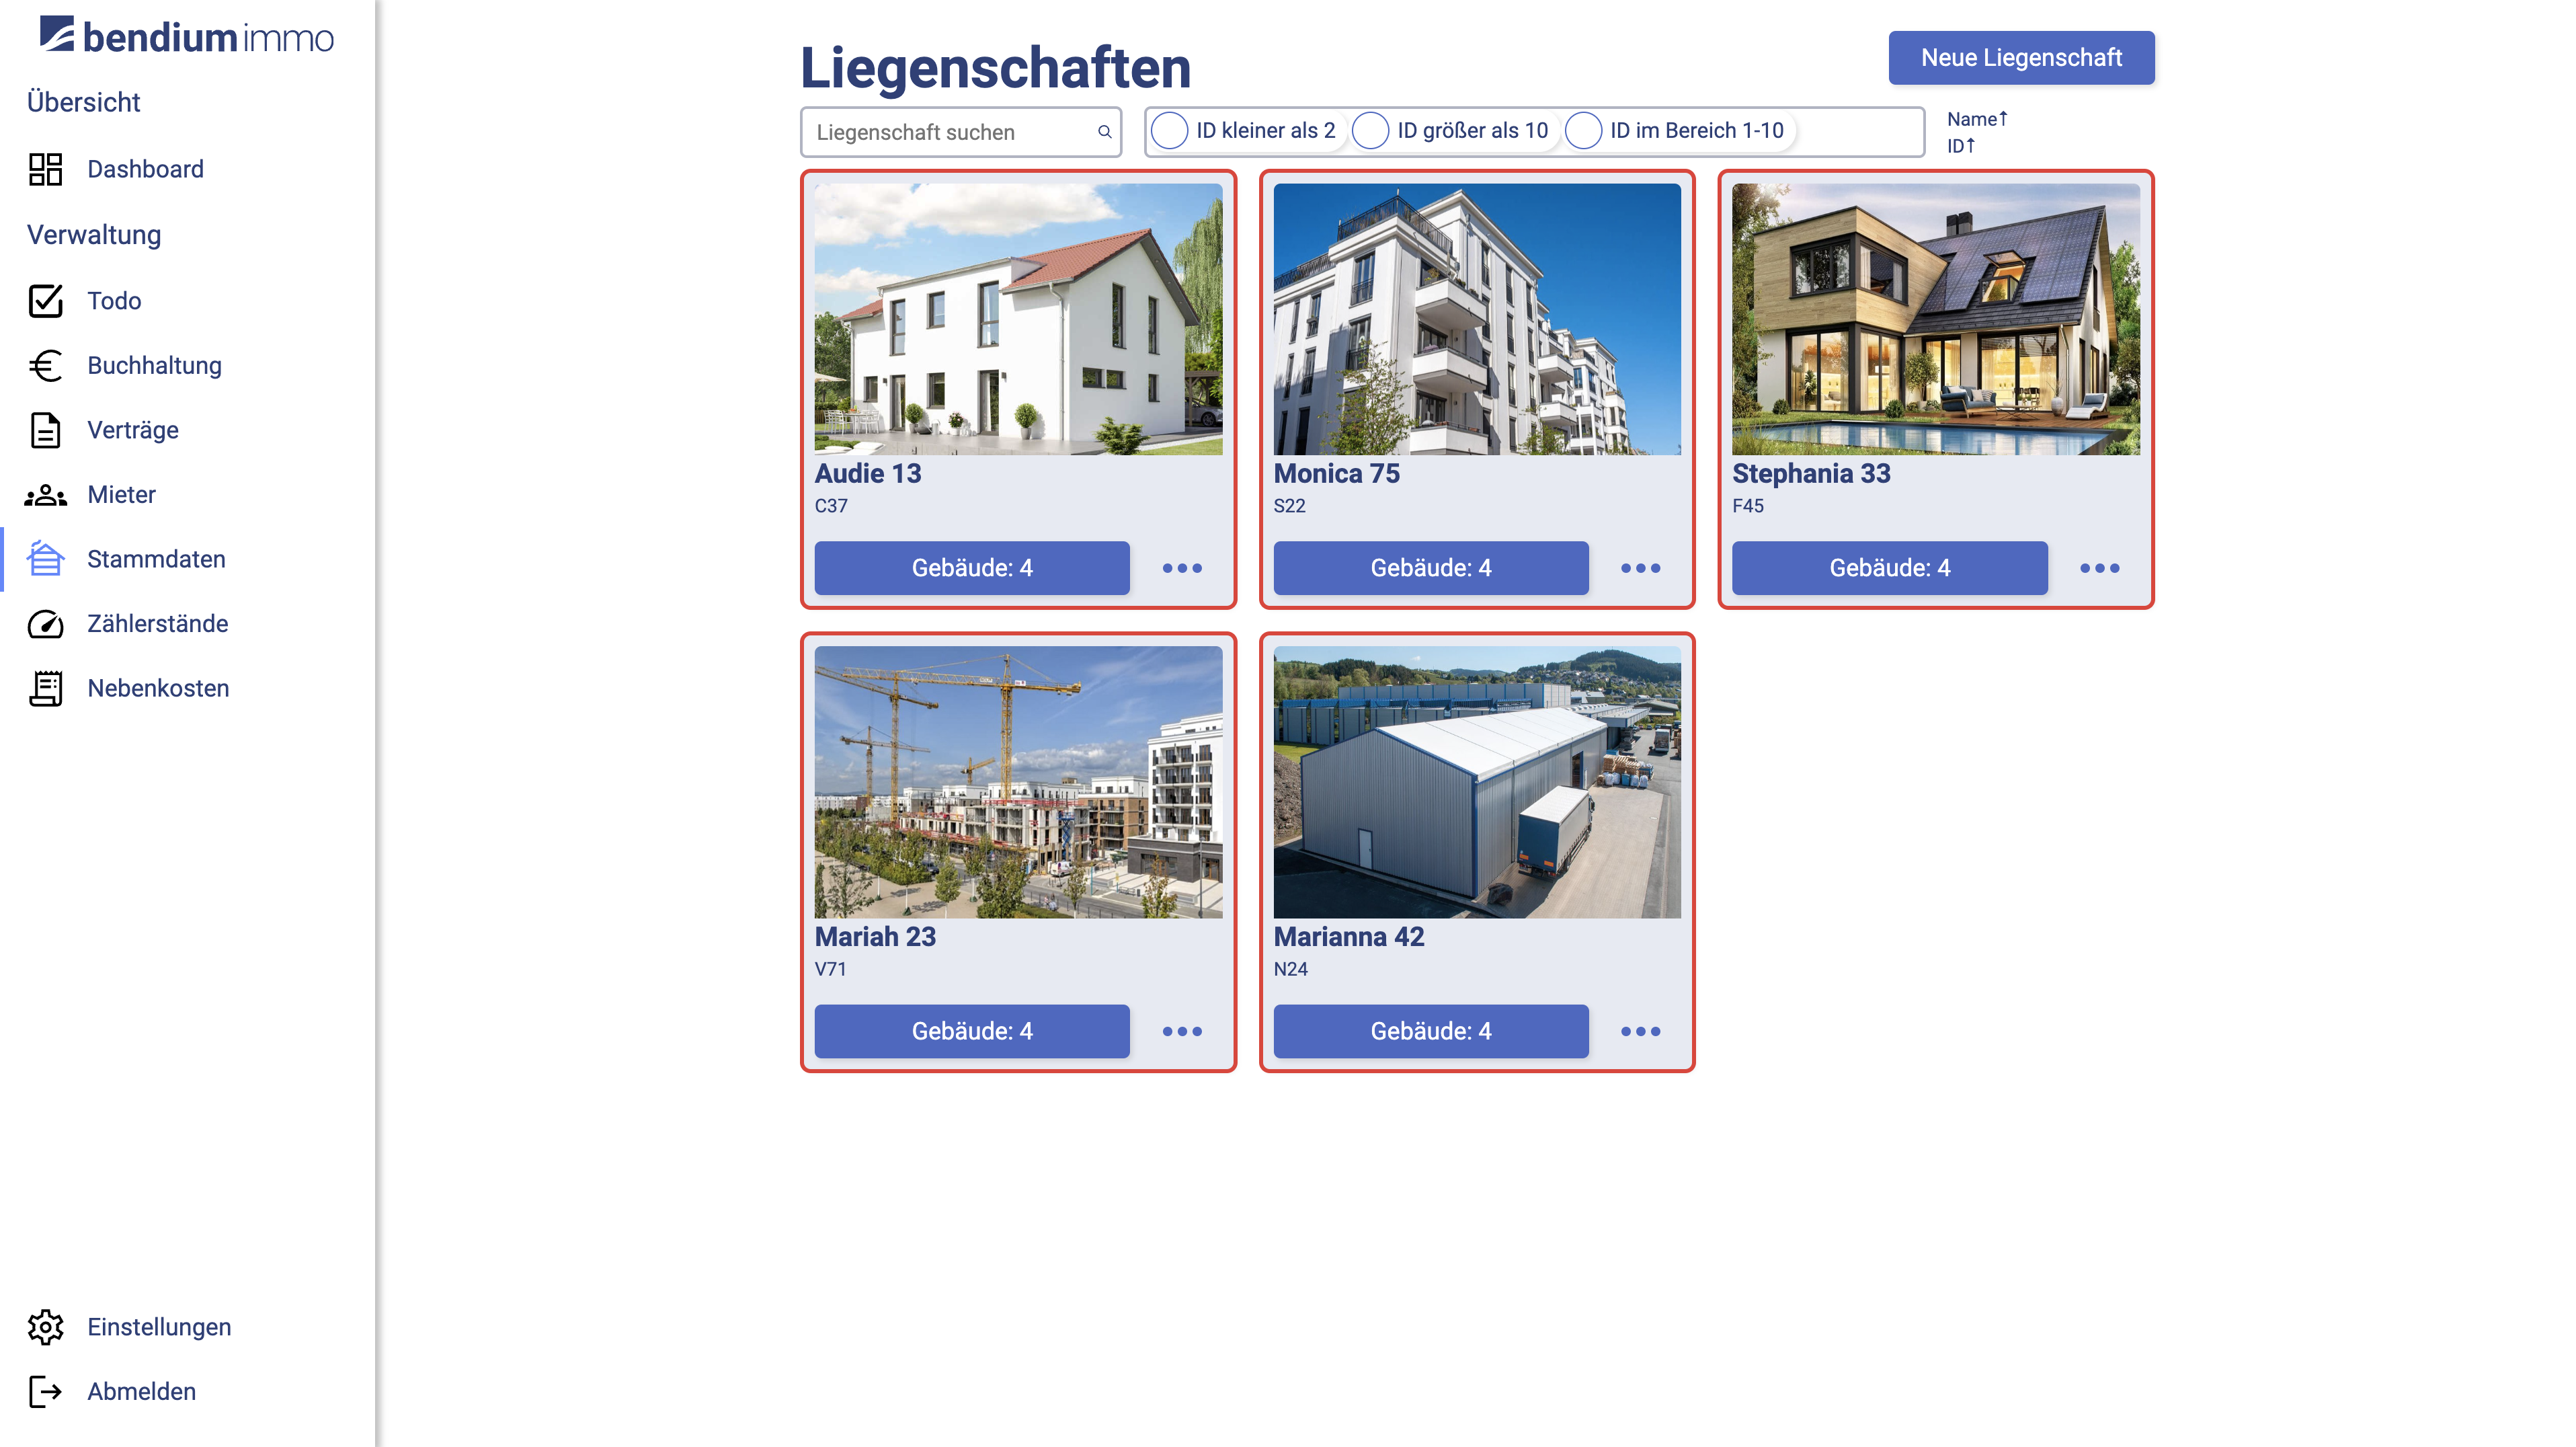 bendium immo
Übersicht
Dashboard
Verwaltung
Todo
Buchhaltung
Verträge
Mieter
Stammdaten
Zählerstände
Nebenkosten
Einstellungen
Abmelden
Liegenschaften
Neue Liegenschaft
Liegenschaft suchen
ID kleiner als 2
ID größer als 10
ID im Bereich 1-10
Name↑
ID↑
Audie 13
C37
Gebäude: 4
Monica 75
S22
Gebäude: 4
Stephania 33
F45
Gebäude: 4
Mariah 23
V71
Gebäude: 4
Marianna 42
N24
Gebäude: 4